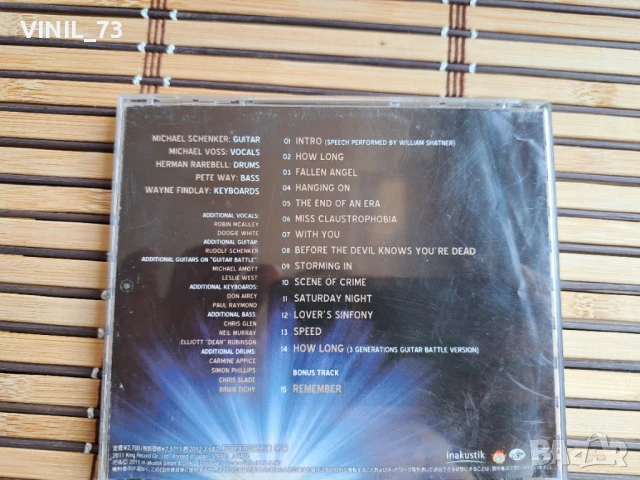 VINIL_73
MICHAEL SCHENKER: GUITAR
MICHAEL VOSS: VOCALS
HERMAN RAREBELL: DRUMS
PETE WAY: BASS
WAYNE FINDLAY: KEYBOARDS
ADDITIONAL VOCALS:
ROBIN MCAULEY
DOOGIE WHITE
ADDITIONAL GUITAR:
RUDOLF SCHENKER
ADDITIONAL GUITARS ON "GUITAR BATTLE":
MICHAEL AMOTT
LESLIE WEST
ADDITIONAL KEYBOARDS:
DON AIREY
PAUL RAYMOND
ADDITIONAL BASS:
CHRIS GLEN
NEIL MURRAY
ELLIOTT "DEAN" RUBINSON
ADDITIONAL DRUMS:
CARMINE APPICE
SIMON PHILLIPS
CHRIS SLADE
BRIAN TICHY
01 INTRO (SPEECH PERFORMED BY WILLIAM SHATNER)
02 HOW LONG
03 FALLEN ANGEL
04 HANGING ON
05 THE END OF AN ERA
06 MISS CLAUSTROPHOBIA
07 WITH YOU
08 BEFORE THE DEVIL KNOWS YOU'RE DEAD
09 STORMING IN
10 SCENE OF CRIME
11 SATURDAY NIGHT
12 LOVER'S SINFONY
13 SPEED
14 HOW LONG (3 GENERATIONS GUITAR BATTLE VERSION)
BONUS TRACK
15 REMEMBER
inakustik
BAZAR